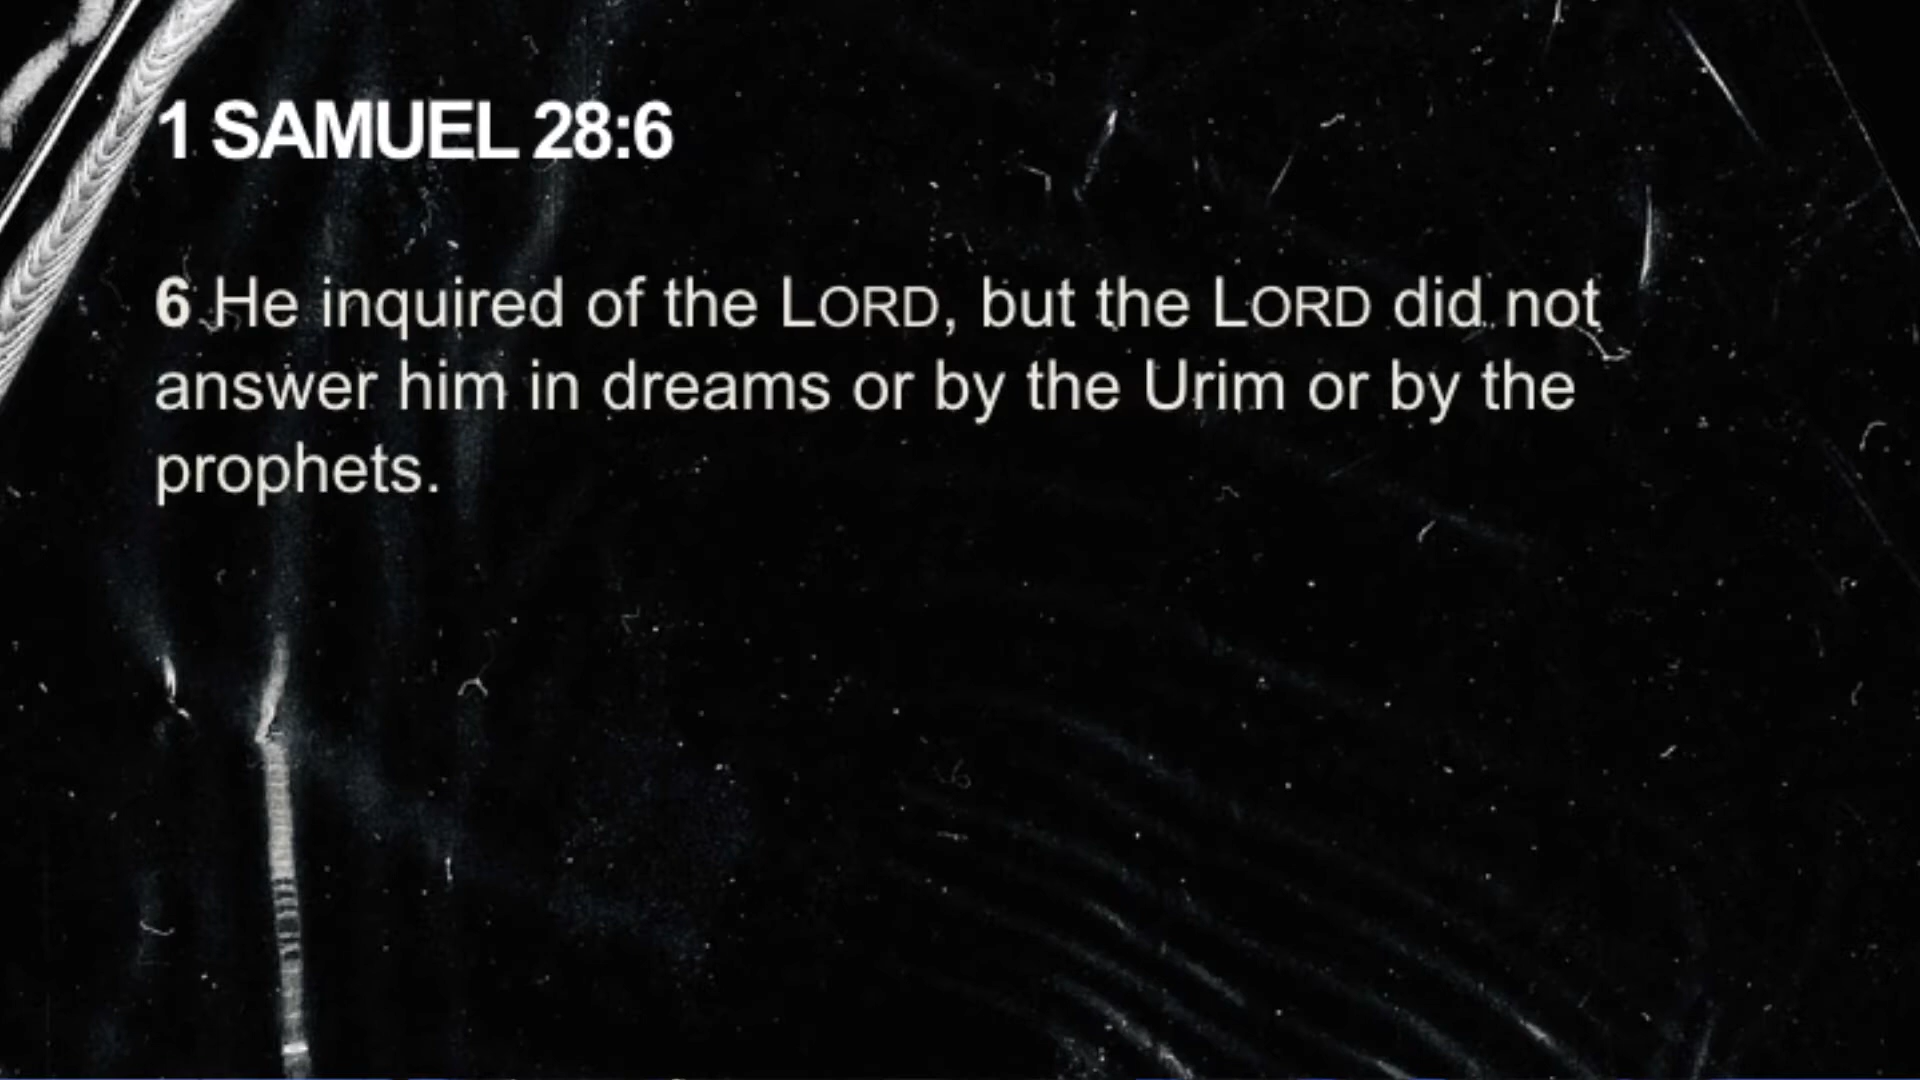 1 SAMUEL 28:6
6 He inquired of the LORD, but the LORD did not
answer him in dreams or by the Urim or by the
prophets.